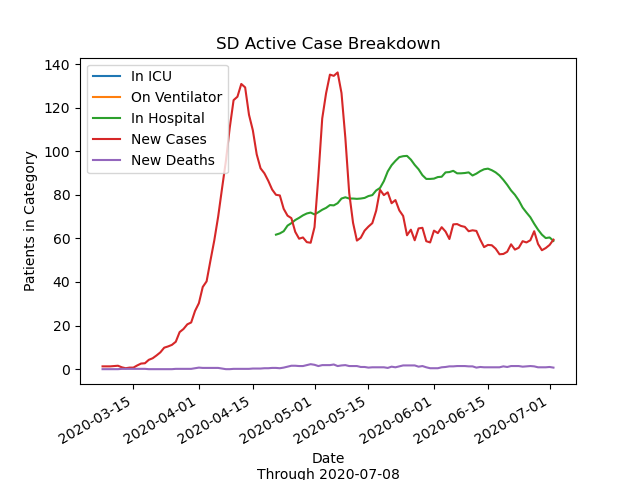 SD Active Case Breakdown
140
120
100
80
60
40
20
0
Patients in Category
In ICU
On Ventilator
In Hospital
New Cases
New Deaths
2020-03-15
2020-04-01
2020-04-15
2020-05-01
2020-05-15
2020-06-01
2020-06-15
2020-07-01
Date
Through 2020-07-08